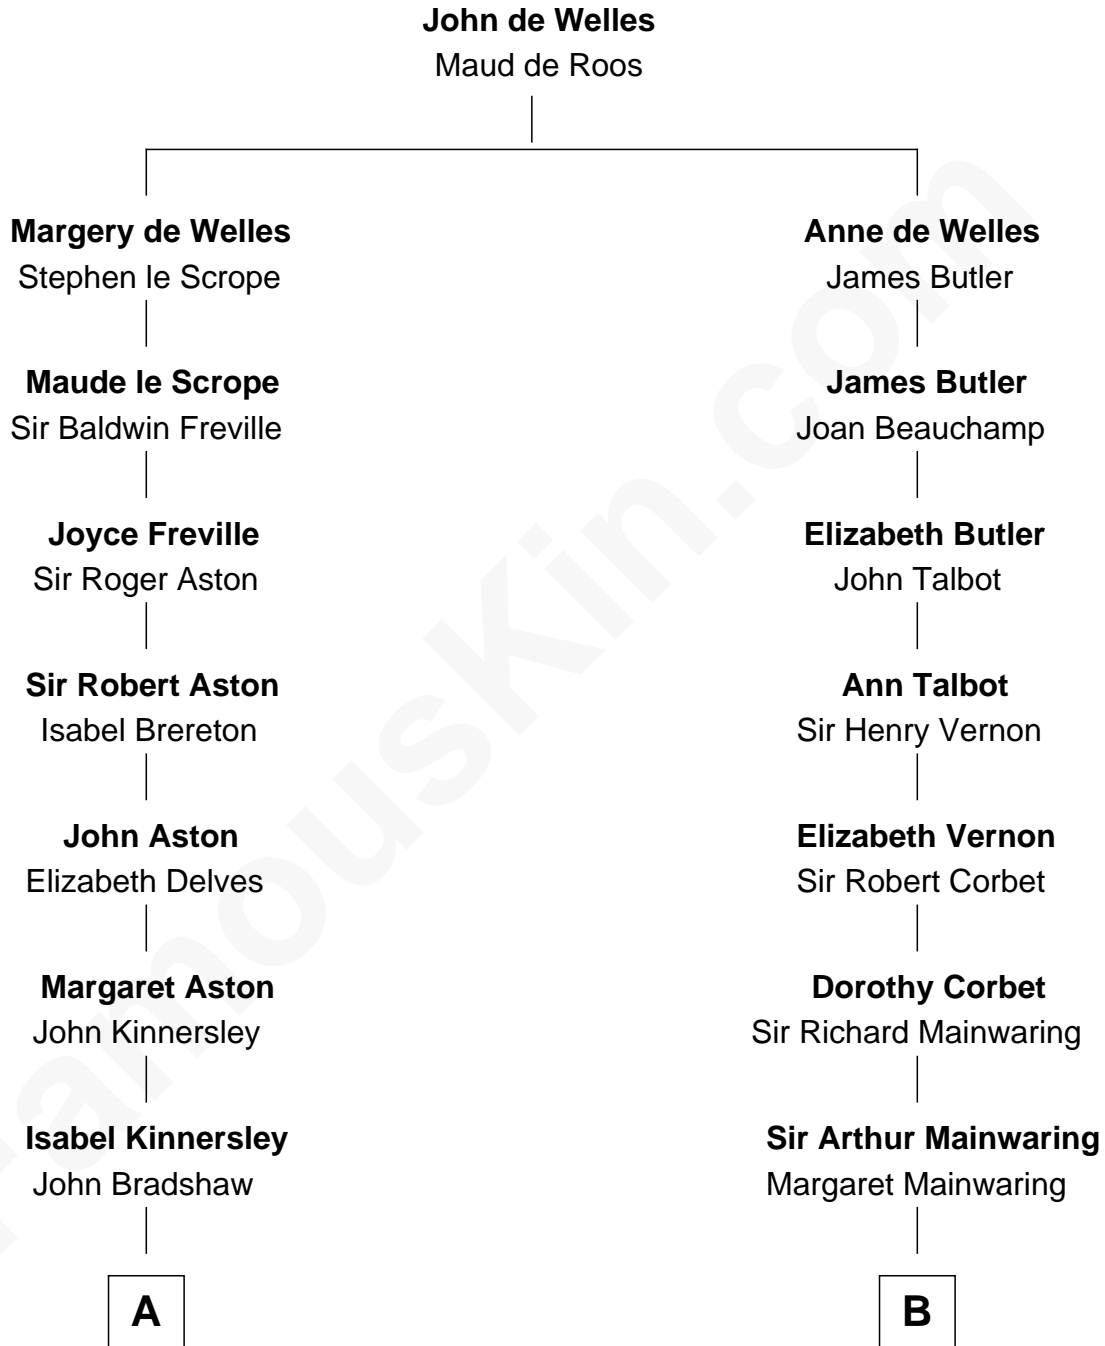 John de Welles
Maud de Roos
Margery de Welles
Stephen le Scrope
Maude le Scrope
Sir Baldwin Freville
Joyce Freville
Sir Roger Aston
Sir Robert Aston
Isabel Brereton
John Aston
Elizabeth Delves
Margaret Aston
John Kinnersley
Isabel Kinnersley
John Bradshaw
A
Anne de Welles
James Butler
James Butler
Joan Beauchamp
Elizabeth Butler
John Talbot
Ann Talbot
Sir Henry Vernon
Elizabeth Vernon
Sir Robert Corbet
Dorothy Corbet
Sir Richard Mainwaring
Sir Arthur Mainwaring
Margaret Mainwaring
B
FamousKin.com